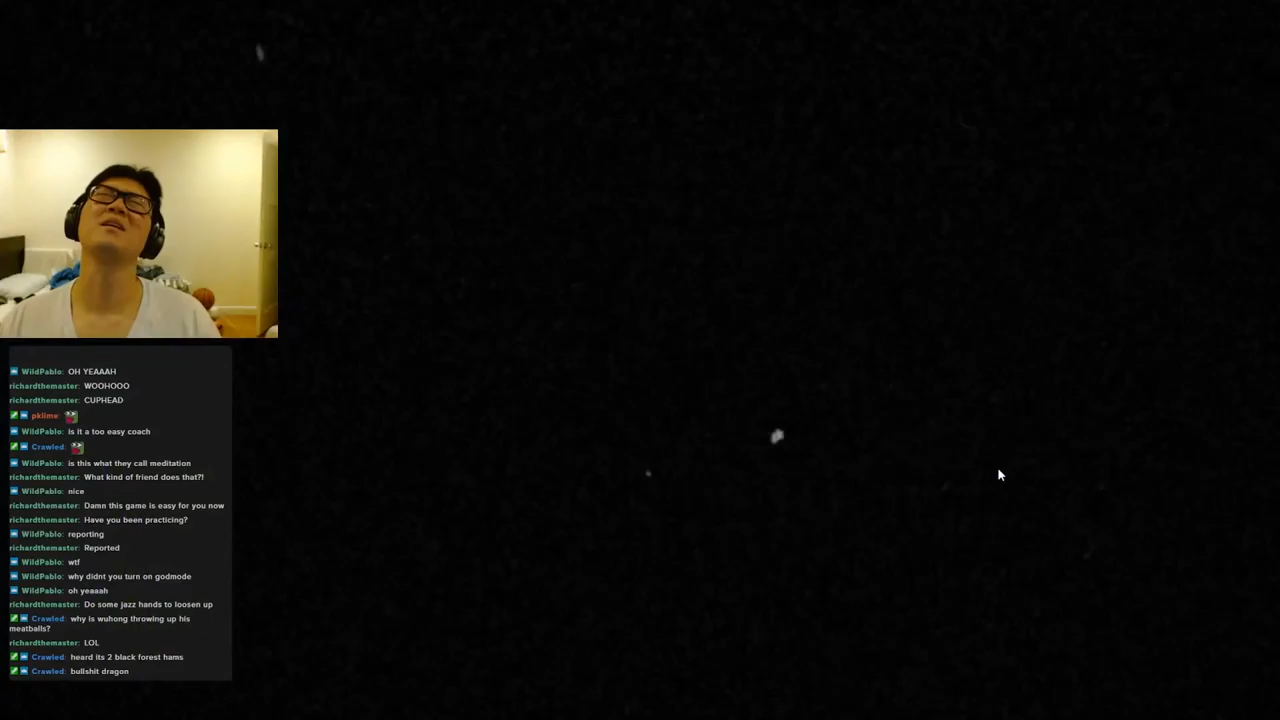 WildPablo: OH YEAAAH
richardthemaster: WOOHOOO
richardthemaster: CUPHEAD
pklime:
WildPablo: is it a too easy coach
Crawled:
WildPablo: is this what they call meditation
richardthemaster: What kind of friend does that?!
WildPablo: nice
richardthemaster: Damn this game is easy for you now
richardthemaster: Have you been practicing?
WildPablo: reporting
richardthemaster: Reported
WildPablo: wtf
WildPablo: why didnt you turn on godmode
WildPablo: oh yeaaah
richardthemaster: Do some jazz hands to loosen up
Crawled: why is wuhong throwing up his
meatballs?
richardthemaster: LOL
Crawled: heard its 2 black forest hams
Crawled: bullshit dragon